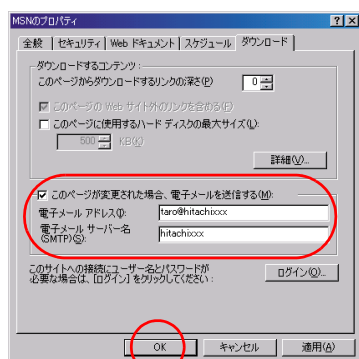 MSNのプロパティ
全般 セキュリティ Web ドキュメント スケジュール ダウンロード
ダウンロードするコンテンツ:
このページからダウンロードするリンクの深さ(P) 0
このページの Web サイト外のリンクを含める(F)
このページに使用するハード ディスクの最大サイズ(L):
500 KB(K)
詳細(V)...
このページが変更された場合、電子メールを送信する(M):
電子メール アドレス(I): taro@hitachixxx
電子メール サーバー名 hitachixxx
(SMTP)(S):
このサイトへの接続にユーザー名とパスワードが
必要な場合は、[ログイン] をクリックしてください:
ログイン(O)...
OK キャンセル 適用(A)